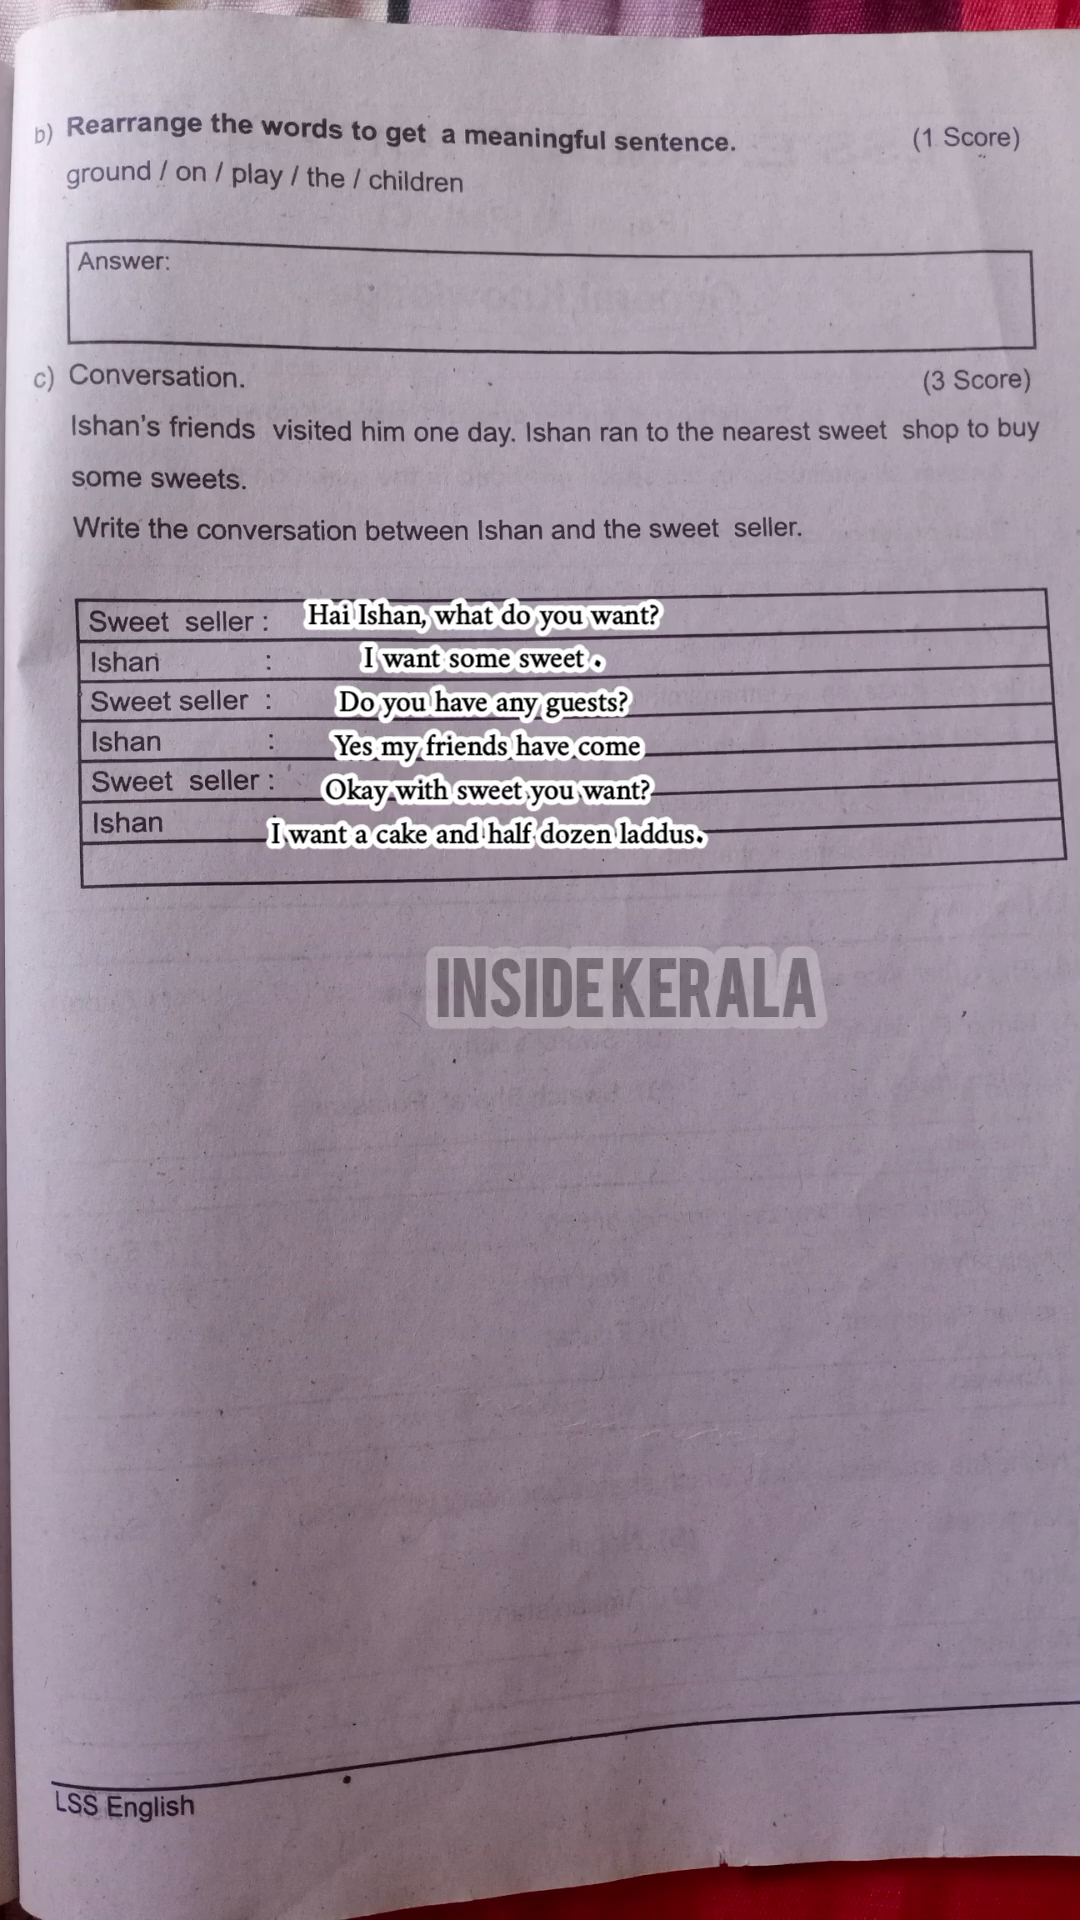 b) Rearrange the words to get a meaningful sentence. (1 Score)
ground / on / play / the / children
Answer:
c) Conversation. (3 Score)
Ishan's friends visited him one day. Ishan ran to the nearest sweet shop to buy
some sweets.
Write the conversation between Ishan and the sweet seller.
Sweet seller : Hai Ishan, what do you want?
Ishan : I want some sweet .
Sweet seller : Do you have any guests?
Ishan : Yes my friends have come
Sweet seller : Okay with sweet you want?
Ishan I want a cake and half dozen laddus.
INSIDE KERALA
LSS English